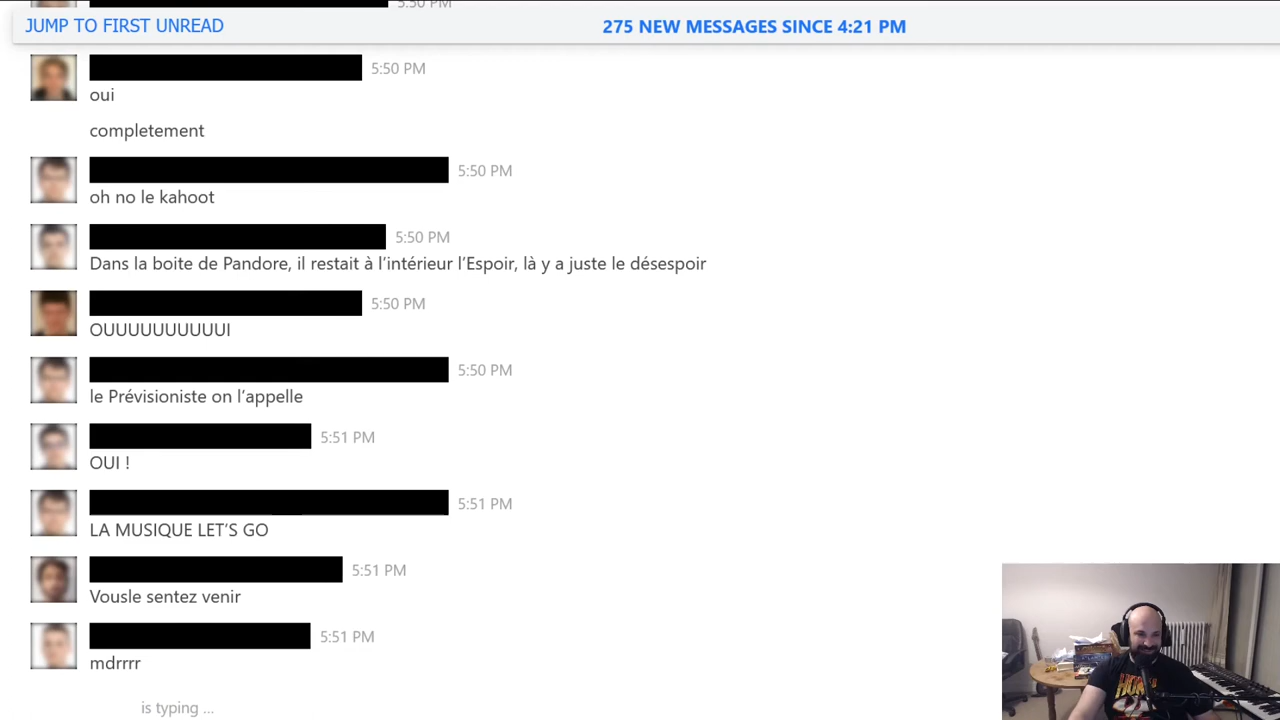 5:50 PM
JUMP TO FIRST UNREAD
275 NEW MESSAGES SINCE 4:21 PM
5:50 PM
oui
completement
5:50 PM
oh no le kahoot
5:50 PM
Dans la boite de Pandore, il restait à l’intérieur l’Espoir, là y a juste le désespoir
5:50 PM
OUUUUUUUUUUI
5:50 PM
le Prévisioniste on l’appelle
5:51 PM
OUI !
5:51 PM
LA MUSIQUE LET’S GO
5:51 PM
Vousle sentez venir
5:51 PM
mdrrrr
is typing ...